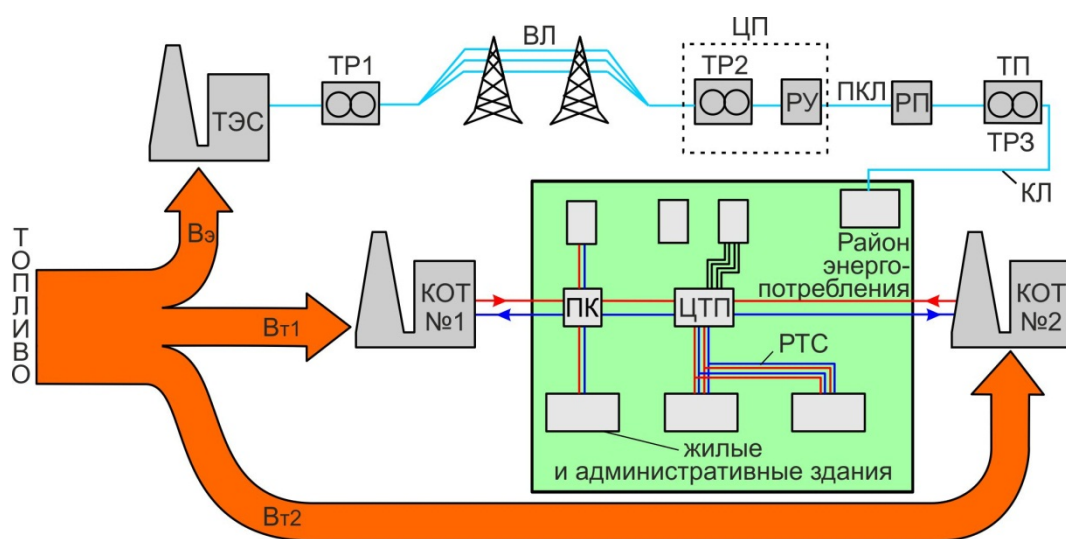 ВЛ
ЦП
ТР1
ТР2
РУ
ПКЛ
РП
ТП
ТР3
ТЭС
КЛ
ТОПЛИВО
Вэ
Вт1
Вт2
КОТ
№1
ПК
ЦТП
Район
энерго-
потребления
КОТ
№2
РТС
жилые
и административные здания